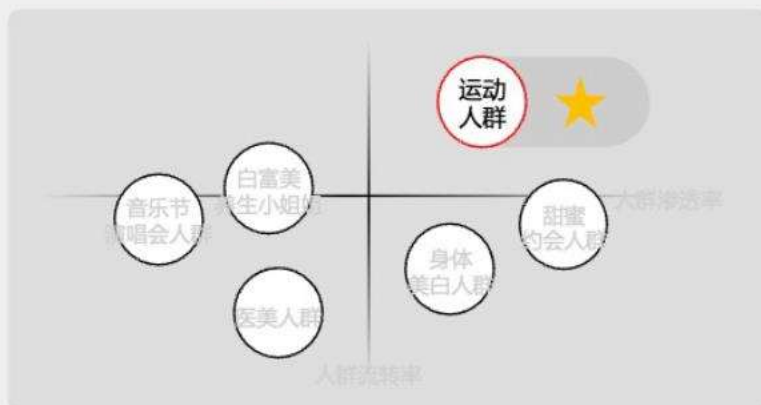 运动
人群
白富美
养生小姐姐
音乐节
演唱会人群
大群渗透率
甜蜜
约会人群
身体
美白人群
医美人群
人群流转率